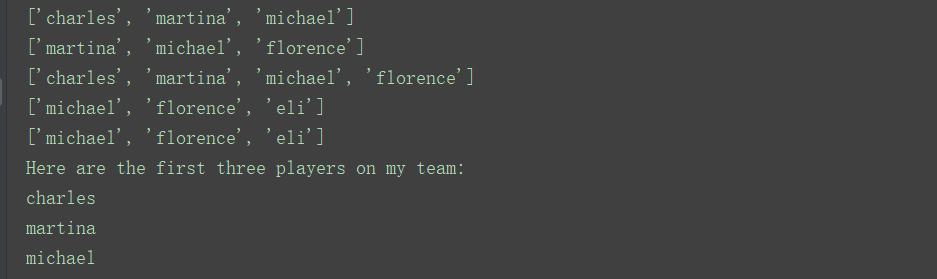 ['charles', 'martina', 'michael']
['martina', 'michael', 'florence']
['charles', 'martina', 'michael', 'florence']
['michael', 'florence', 'eli']
['michael', 'florence', 'eli']
Here are the first three players on my team:
charles
martina
michael